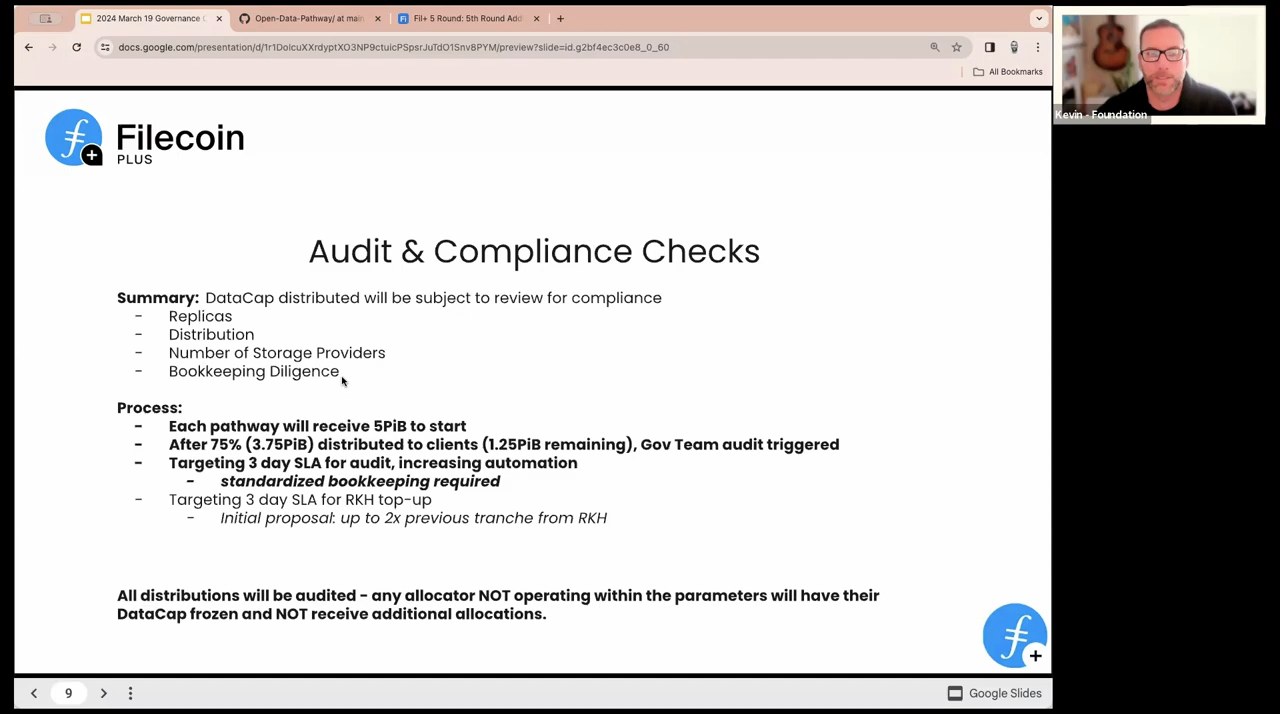 2024 March 19 Governance C
Open-Data-Pathway/ at main
Fil+ 5 Round: 5th Round Add
docs.google.com/presentation/d/1r1DolcuXXrdyptXO3NP9ctuicPSpsrJuTdO1Snv8PYM/preview?slide=id.g2bf4ec3c0e8_0_60
All Bookmarks
Kevin - Foundation
Filecoin
PLUS
Audit & Compliance Checks
Summary: DataCap distributed will be subject to review for compliance
- Replicas
- Distribution
- Number of Storage Providers
- Bookkeeping Diligence
Process:
- Each pathway will receive 5PiB to start
- After 75% (3.75PiB) distributed to clients (1.25PiB remaining), Gov Team audit triggered
- Targeting 3 day SLA for audit, increasing automation
- standardized bookkeeping required
- Targeting 3 day SLA for RKH top-up
- Initial proposal: up to 2x previous tranche from RKH
All distributions will be audited - any allocator NOT operating within the parameters will have their
DataCap frozen and NOT receive additional allocations.
9
Google Slides